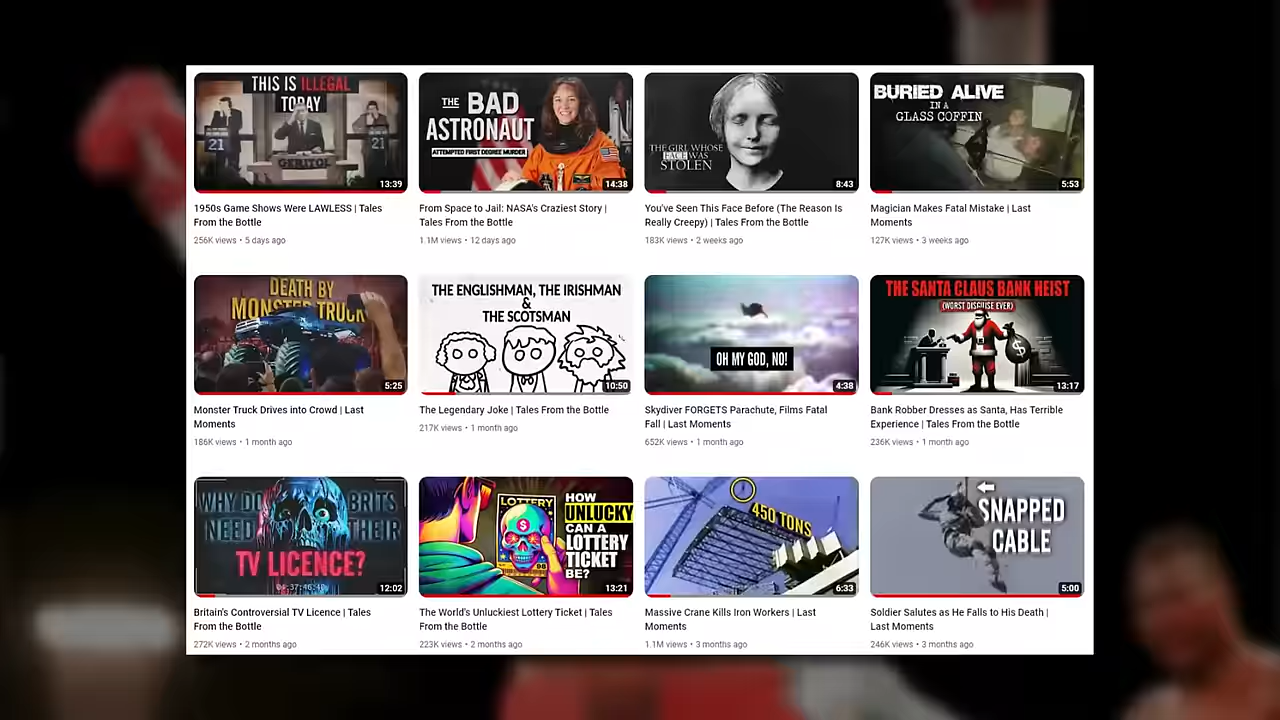 THIS IS ILLEGAL
TODAY
21
21
GERITOL
13:39
1950s Game Shows Were LAWLESS | Tales
From the Bottle
256K views • 5 days ago
THE BAD
ASTRONAUT
ATTEMPTED FIRST DEGREE MURDER
14:38
From Space to Jail: NASA's Craziest Story |
Tales From the Bottle
1.1M views • 12 days ago
THE GIRL WHOSE
FACE WAS
STOLEN
8:43
You've Seen This Face Before (The Reason Is
Really Creepy) | Tales From the Bottle
183K views • 2 weeks ago
BURIED ALIVE
IN A
GLASS COFFIN
5:53
Magician Makes Fatal Mistake | Last
Moments
127K views • 3 weeks ago
DEATH BY
MONSTER TRUCK
5:25
Monster Truck Drives into Crowd | Last
Moments
186K views • 1 month ago
THE ENGLISHMAN, THE IRISHMAN
&
THE SCOTSMAN
10:50
The Legendary Joke | Tales From the Bottle
217K views • 1 month ago
OH MY GOD, NO!
4:38
Skydiver FORGETS Parachute, Films Fatal
Fall | Last Moments
652K views • 1 month ago
THE SANTA CLAUS BANK HEIST
(WORST DISGUISE EVER)
$
13:17
Bank Robber Dresses as Santa, Has Terrible
Experience | Tales From the Bottle
236K views • 1 month ago
WHY DO BRITS
NEED THEIR
TV LICENCE?
12:02
Britain's Controversial TV Licence | Tales
From the Bottle
272K views • 2 months ago
LOTTERY
$
98
HOW
UNLUCKY
CAN A
LOTTERY
TICKET
BE?
13:21
The World's Unluckiest Lottery Ticket | Tales
From the Bottle
223K views • 2 months ago
450 TONS
6:33
Massive Crane Kills Iron Workers | Last
Moments
1.1M views • 3 months ago
SNAPPED
CABLE
5:00
Soldier Salutes as He Falls to His Death |
Last Moments
246K views • 3 months ago